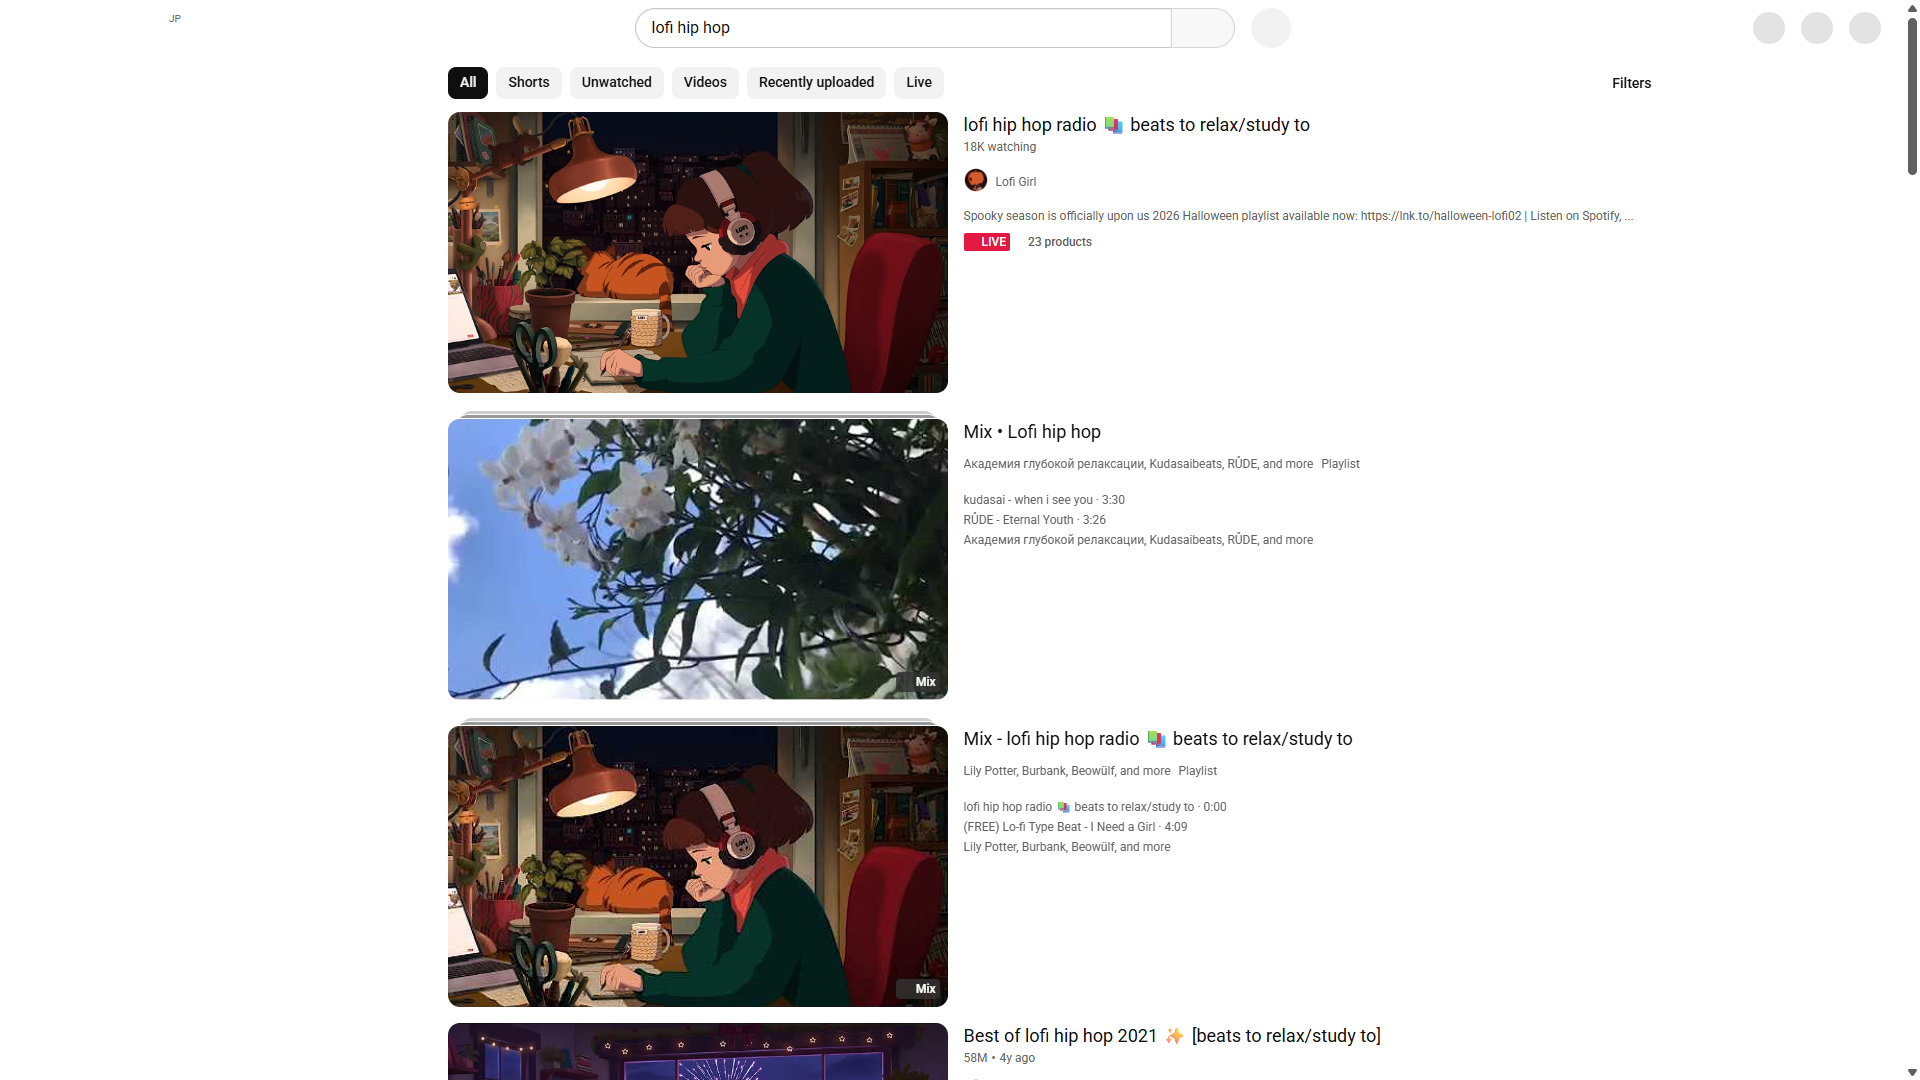 JP
lofi hip hop
All
Shorts
Unwatched
Videos
Recently uploaded
Live
Filters
lofi hip hop radio 📚 beats to relax/study to
18K watching
Lofi Girl
Spooky season is officially upon us 2026 Halloween playlist available now: https://lnk.to/halloween-lofi02 | Listen on Spotify, ...
LIVE
23 products
LOFI
Mix • Lofi hip hop
Академия глубокой релаксации, Kudasaibeats, RŮDE, and more Playlist
kudasai - when i see you · 3:30
RŮDE - Eternal Youth · 3:26
Академия глубокой релаксации, Kudasaibeats, RŮDE, and more
Mix
Mix - lofi hip hop radio 📚 beats to relax/study to
Lily Potter, Burbank, Beowülf, and more Playlist
lofi hip hop radio 📚 beats to relax/study to · 0:00
(FREE) Lo-fi Type Beat - I Need a Girl · 4:09
Lily Potter, Burbank, Beowülf, and more
LOFI
Mix
Best of lofi hip hop 2021 ✨ [beats to relax/study to]
58M • 4y ago